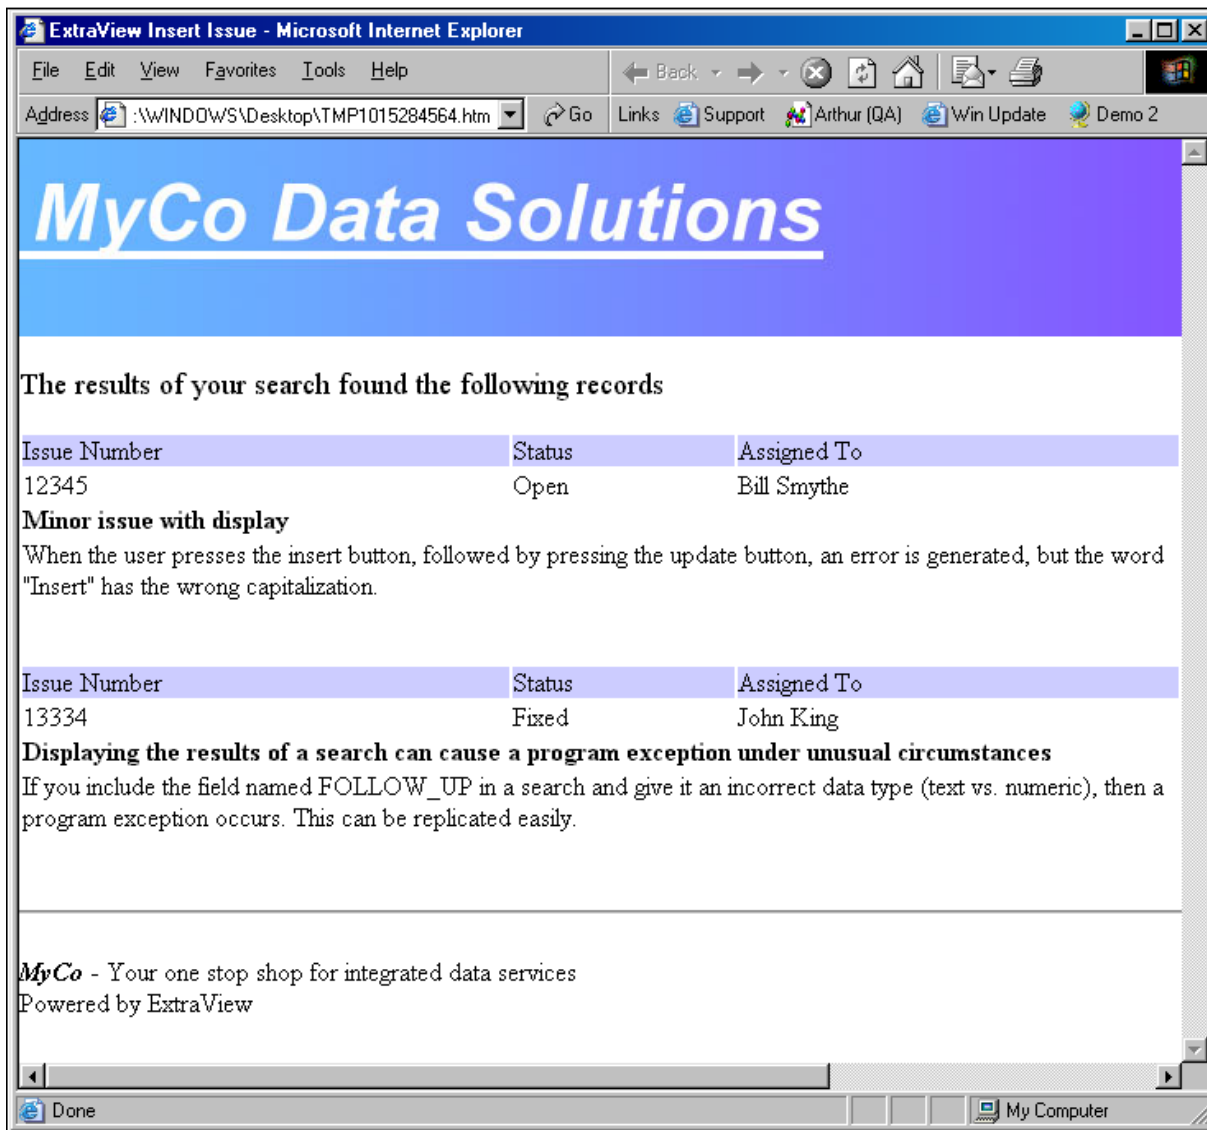 ExtraView Insert Issue - Microsoft Internet Explorer
File Edit View Favorites Tools Help Back
Address :\WINDOWS\Desktop\TMP1015284564.htm Go Links Support Arthur (QA) Win Update Demo 2
MyCo Data Solutions
The results of your search found the following records
Issue Number Status Assigned To
12345 Open Bill Smythe
Minor issue with display
When the user presses the insert button, followed by pressing the update button, an error is generated, but the word
"Insert" has the wrong capitalization.
Issue Number Status Assigned To
13334 Fixed John King
Displaying the results of a search can cause a program exception under unusual circumstances
If you include the field named FOLLOW_UP in a search and give it an incorrect data type (text vs. numeric), then a
program exception occurs. This can be replicated easily.
MyCo - Your one stop shop for integrated data services
Powered by ExtraView
Done My Computer